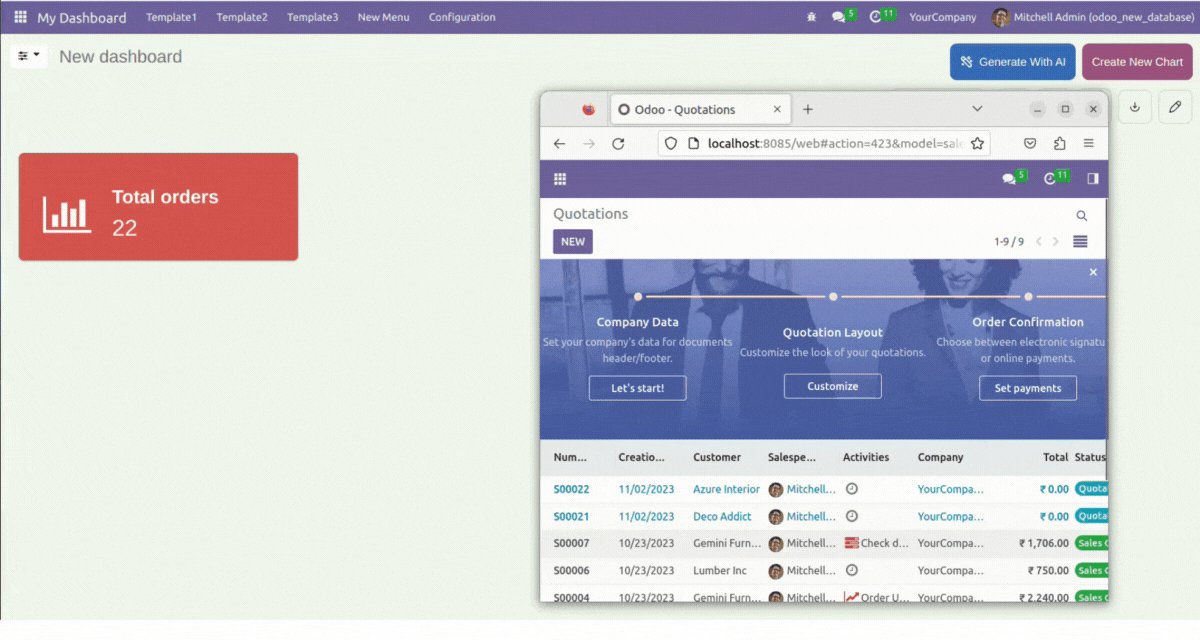 My Dashboard Template1 Template2 Template3 New Menu Configuration 5 11 YourCompany Mitchell Admin (odoo_new_database)
New dashboard
Generate With AI Create New Chart
Total orders
22
Odoo - Quotations
localhost:8085/web#action=423&model=sale
5 11
Quotations
NEW 1-9 / 9
Company Data Quotation Layout Order Confirmation
Set your company's data for documents header/footer.
Customize the look of your quotations.
Choose between electronic signatu
or online payments.
Let's start! Customize Set payments
Num... Creatio... Customer Salespe... Activities Company Total Status
S00022 11/02/2023 Azure Interior Mitchell... YourCompa... ₹ 0.00 Quota
S00021 11/02/2023 Deco Addict Mitchell... YourCompa... ₹ 0.00 Quota
S00007 10/23/2023 Gemini Furn... Mitchell... Check d... YourCompa... ₹ 1,706.00 Sales O
S00006 10/23/2023 Lumber Inc Mitchell... YourCompa... ₹ 750.00 Sales O
S00004 10/23/2023 Gemini Furn... Mitchell... Order U... YourCompa... ₹ 2,240.00 Sales O